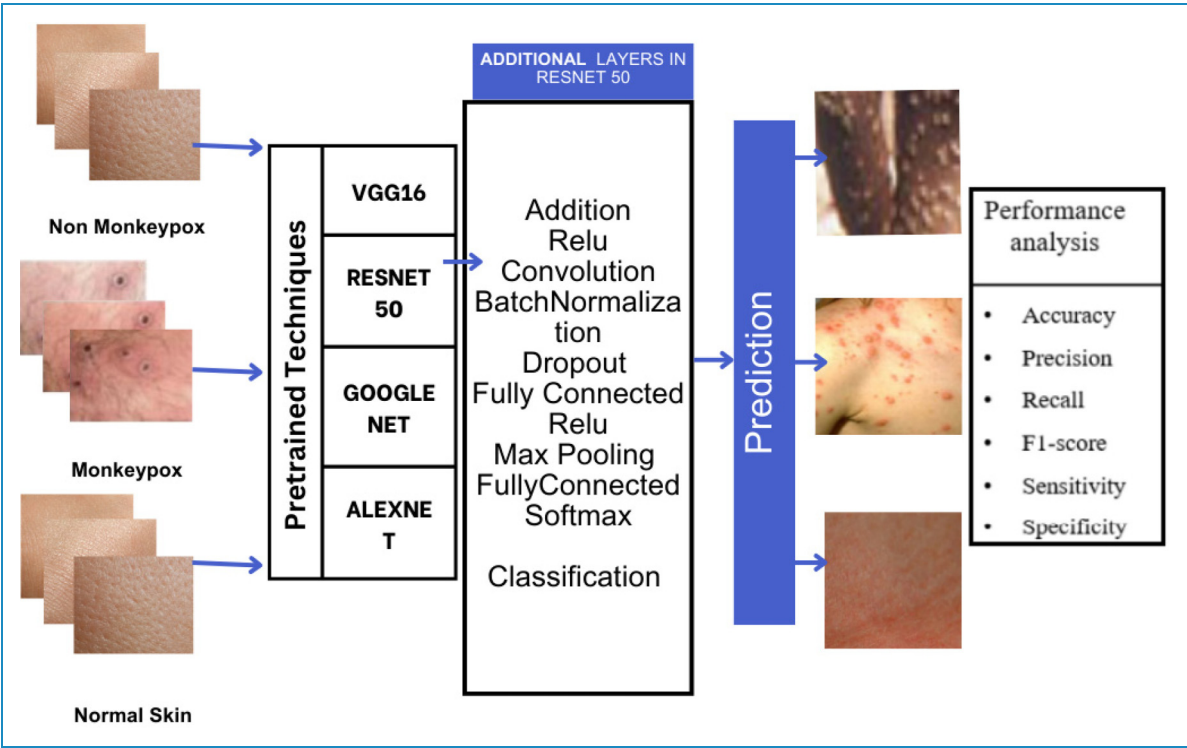 Non Monkeypox
Monkeypox
Normal Skin
Pretrained Techniques
VGG16
RESNET
50
GOOGLE
NET
ALEXNE
T
ADDITIONAL LAYERS IN
RESNET 50
Addition
Relu
Convolution
BatchNormaliza
tion
Dropout
Fully Connected
Relu
Max Pooling
FullyConnected
Softmax
Classification
Prediction
Performance
analysis
• Accuracy
• Precision
• Recall
• F1-score
• Sensitivity
• Specificity